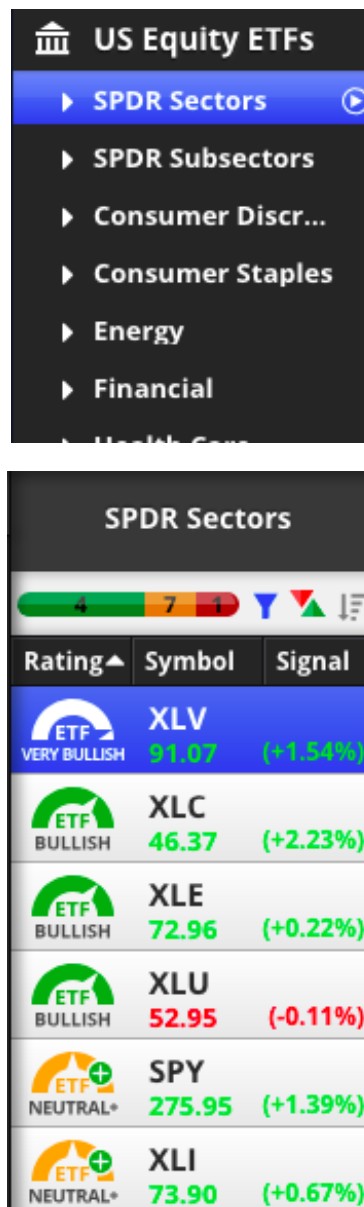 US Equity ETFs
SPDR Sectors
SPDR Subsectors
Consumer Discr...
Consumer Staples
Energy
Financial
SPDR Sectors
4 7 1
Rating Symbol Signal
ETF XLV
VERY BULLISH 91.07 (+1.54%)
ETF XLC
BULLISH 46.37 (+2.23%)
ETF XLE
BULLISH 72.96 (+0.22%)
ETF XLU
BULLISH 52.95 (-0.11%)
ETF SPY
NEUTRAL+ 275.95 (+1.39%)
ETF XLI
NEUTRAL+ 73.90 (+0.67%)